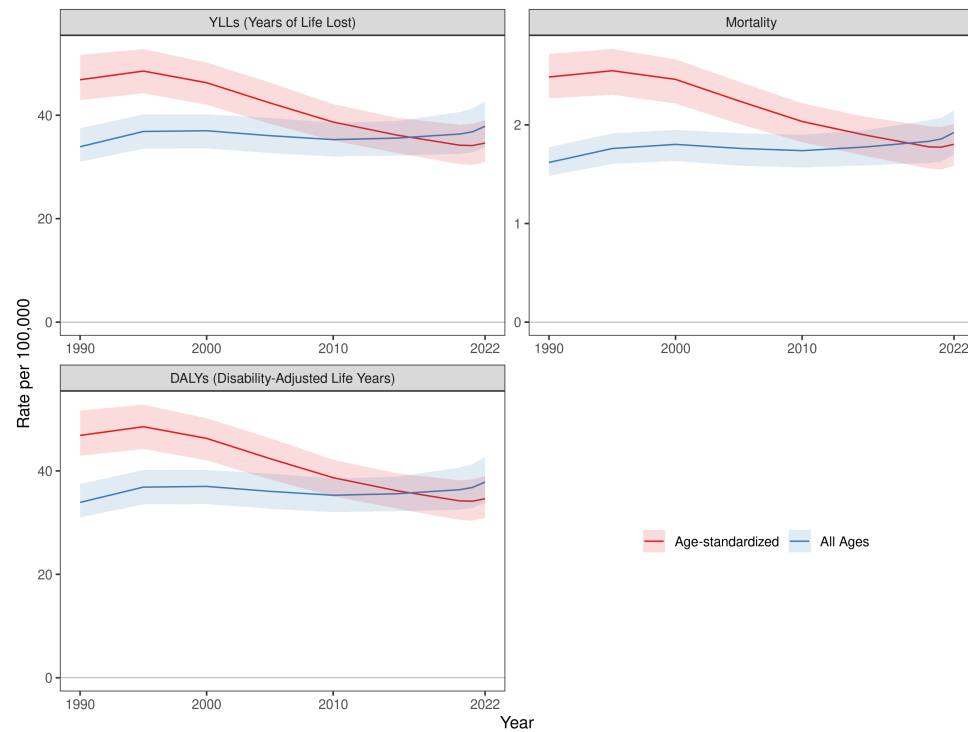 YLLs (Years of Life Lost)
Mortality
40
20
0
2
1
0
1990 2000 2010 2022
1990 2000 2010 2022
DALYs (Disability-Adjusted Life Years)
40
20
0
1990 2000 2010 2022
Rate per 100,000
Year
Age-standardized All Ages